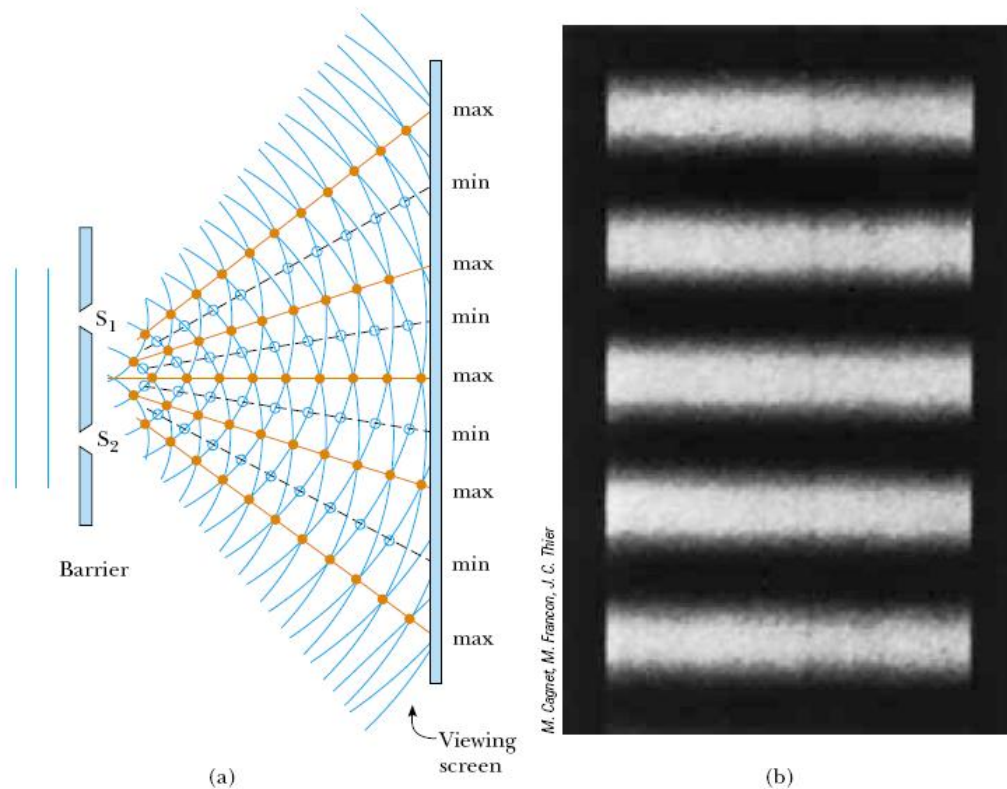 max
min
max
min
max
min
max
min
max
S1
S2
Barrier
Viewing
screen
(a)
M. Cagnet, M. Francon, J. C. Thier
(b)